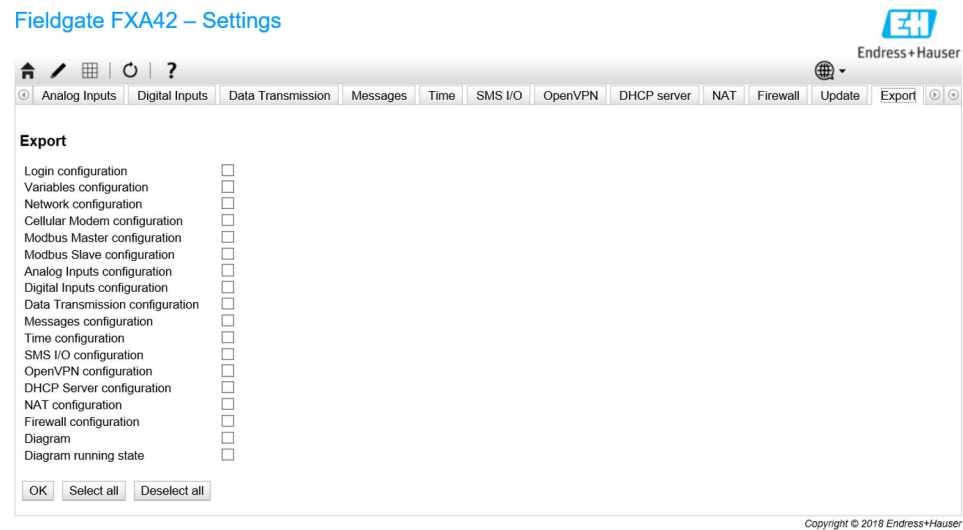 Fieldgate FXA42 – Settings
EH
Endress+Hauser
?
Analog Inputs Digital Inputs Data Transmission Messages Time SMS I/O OpenVPN DHCP server NAT Firewall Update Export
Export
Login configuration
Variables configuration
Network configuration
Cellular Modem configuration
Modbus Master configuration
Modbus Slave configuration
Analog Inputs configuration
Digital Inputs configuration
Data Transmission configuration
Messages configuration
Time configuration
SMS I/O configuration
OpenVPN configuration
DHCP Server configuration
NAT configuration
Firewall configuration
Diagram
Diagram running state
OK Select all Deselect all
Copyright © 2018 Endress+Hauser